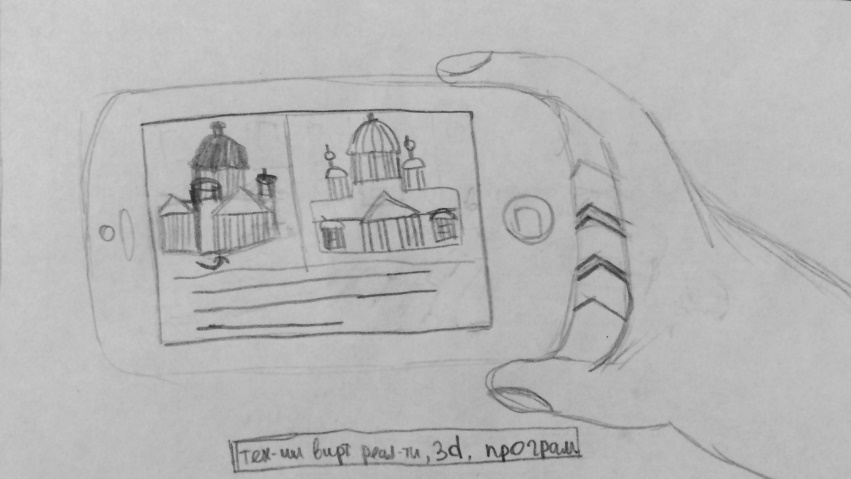 тех-ии вирт реал-ти, 3d, програм